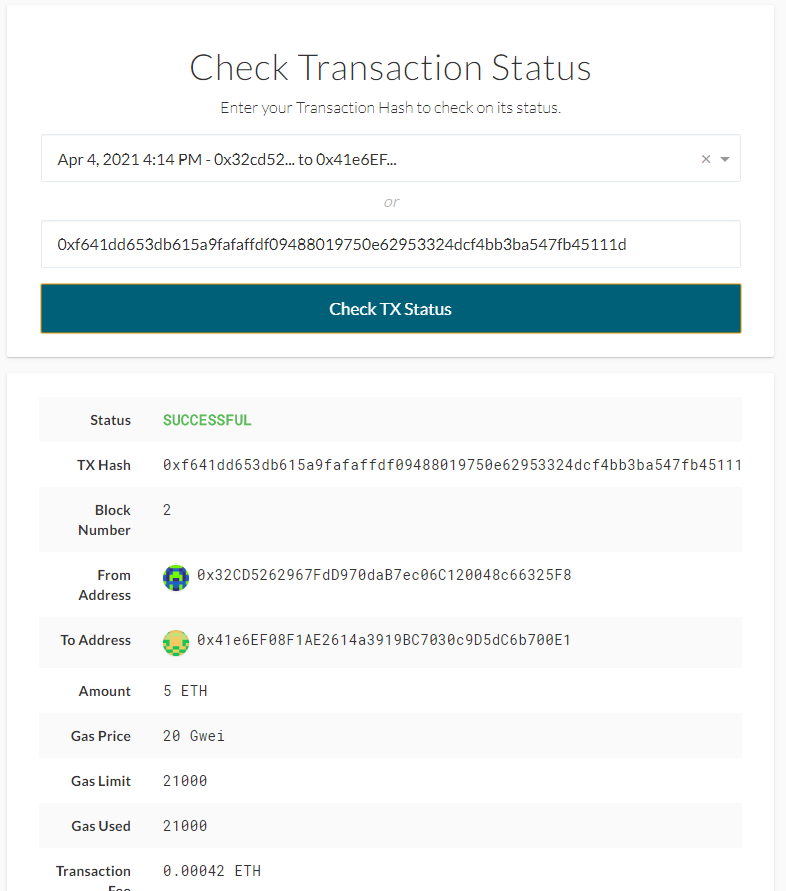 Check Transaction Status
Enter your Transaction Hash to check on its status.
Apr 4, 2021 4:14 PM - 0x32cd52... to 0x41e6EF...
or
0xf641dd653db615a9fafaffdf09488019750e62953324dcf4bb3ba547fb45111d
Check TX Status
Status SUCCESSFUL
TX Hash 0xf641dd653db615a9fafaffdf09488019750e62953324dcf4bb3ba547fb45111
Block Number 2
From Address 0x32CD5262967FdD970daB7ec06C120048c66325F8
To Address 0x41e6EF08F1AE2614a3919BC7030c9D5dC6b700E1
Amount 5 ETH
Gas Price 20 Gwei
Gas Limit 21000
Gas Used 21000
Transaction Fee 0.00042 ETH